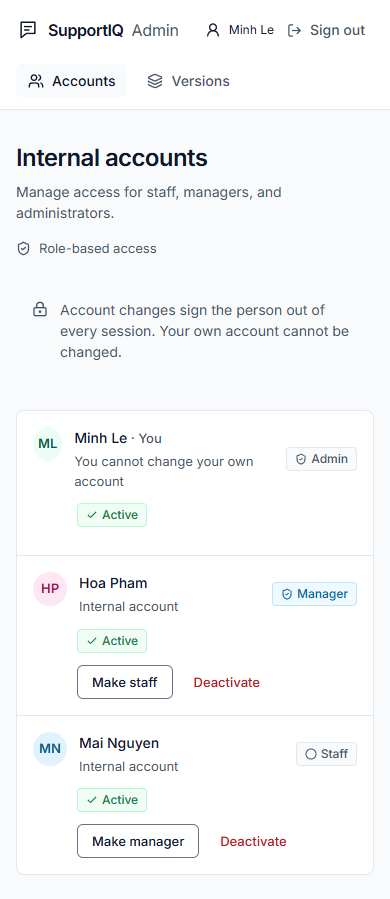 SupportIQ Admin
Minh Le
Sign out
Accounts
Versions
Internal accounts
Manage access for staff, managers, and
administrators.
Role-based access
Account changes sign the person out of
every session. Your own account cannot be
changed.
ML
Minh Le · You
You cannot change your own
account
Admin
Active
HP
Hoa Pham
Internal account
Manager
Active
Make staff
Deactivate
MN
Mai Nguyen
Internal account
Staff
Active
Make manager
Deactivate